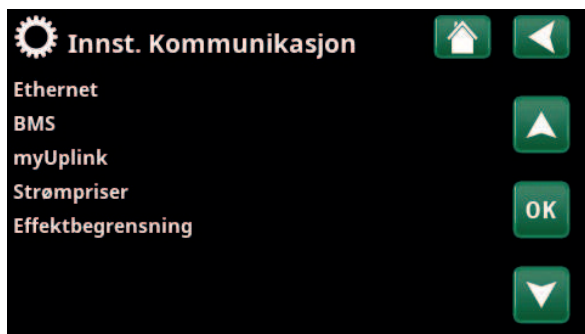 Innst. Kommunikasjon
Ethernet
BMS
myUplink
Strømpriser
Effektbegrensning
OK